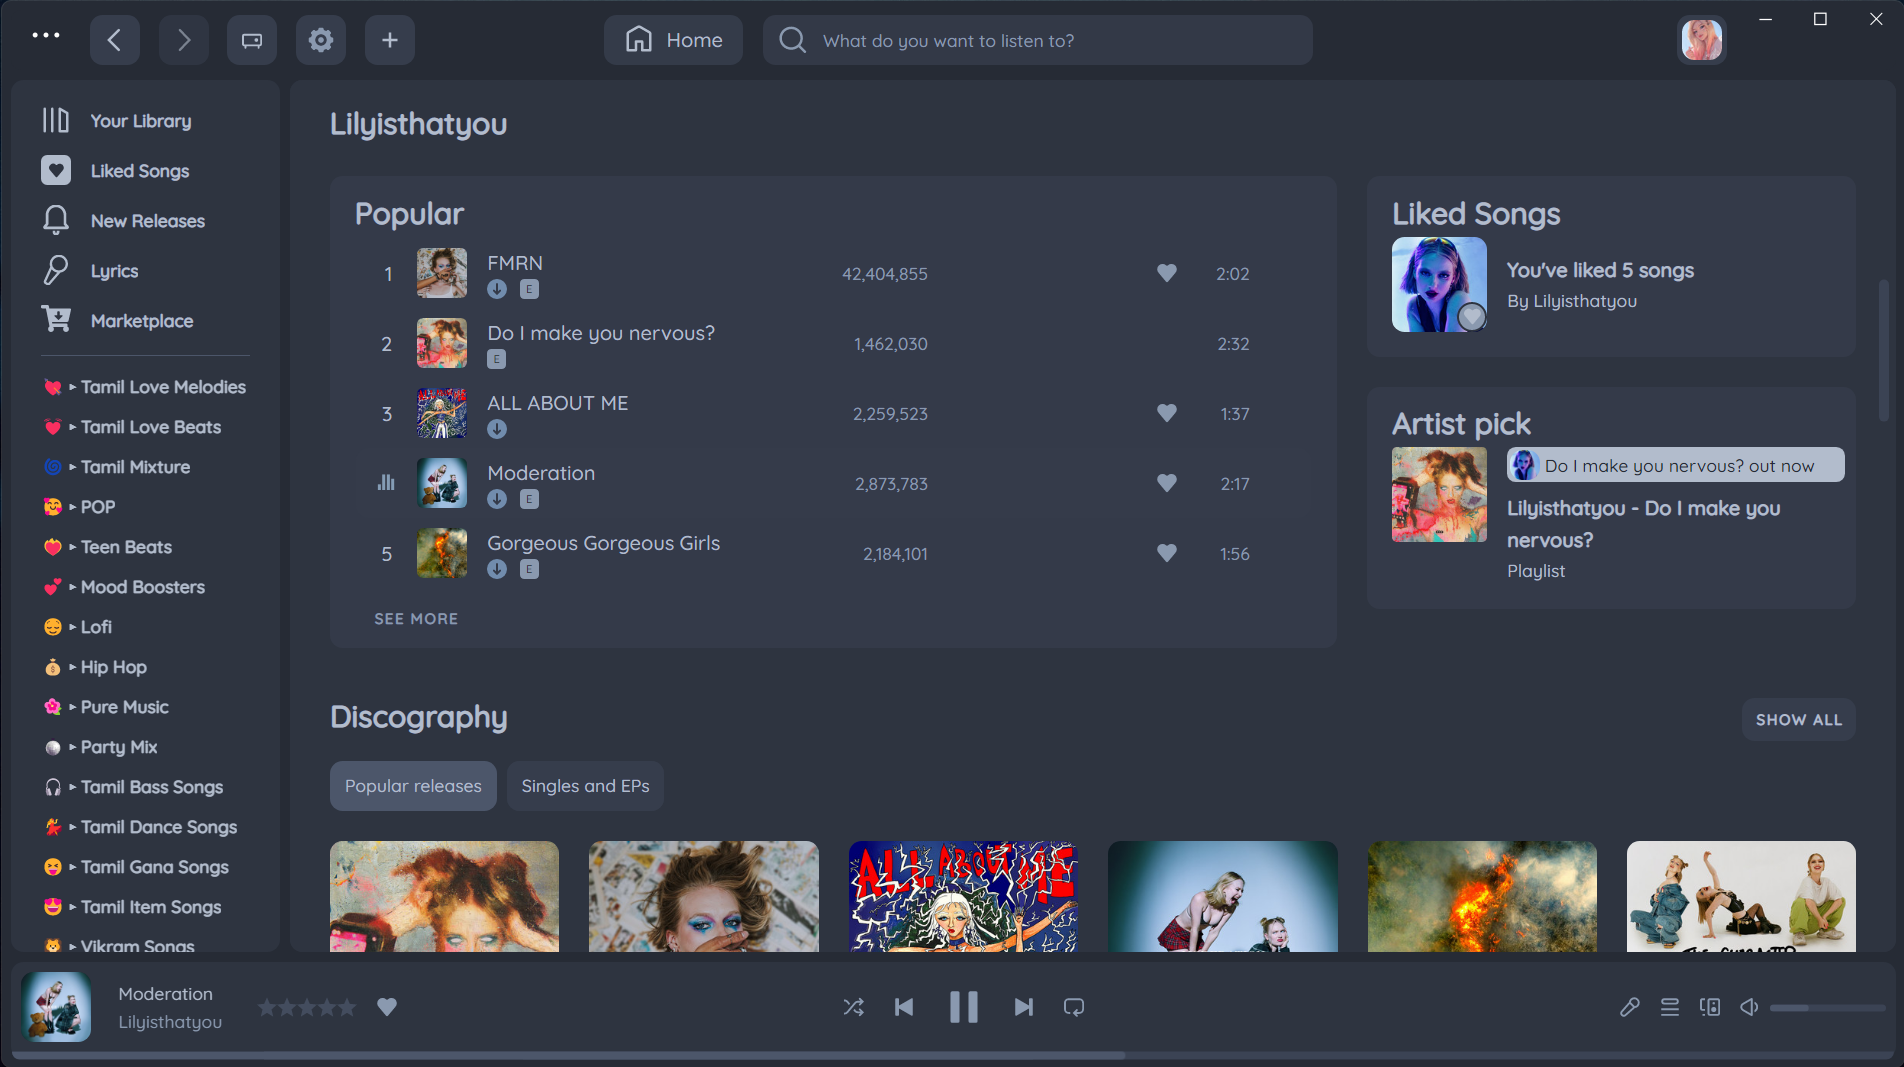 Home
What do you want to listen to?
Your Library
Liked Songs
New Releases
Lyrics
Marketplace
Tamil Love Melodies
Tamil Love Beats
Tamil Mixture
POP
Teen Beats
Mood Boosters
Lofi
Hip Hop
Pure Music
Party Mix
Tamil Bass Songs
Tamil Dance Songs
Tamil Gana Songs
Tamil Item Songs
Vikram Songs
Lilyisthatyou
Popular
1 FMRN 42,404,855 2:02
E
2 Do I make you nervous? 1,462,030 2:32
E
3 ALL ABOUT ME 2,259,523 1:37
Moderation 2,873,783 2:17
E
5 Gorgeous Gorgeous Girls 2,184,101 1:56
E
SEE MORE
Liked Songs
You've liked 5 songs
By Lilyisthatyou
Artist pick
Do I make you nervous? out now
Lilyisthatyou - Do I make you
nervous?
Playlist
Discography
SHOW ALL
Popular releases
Singles and EPs
ALL ABOUT ME
Moderation
Lilyisthatyou